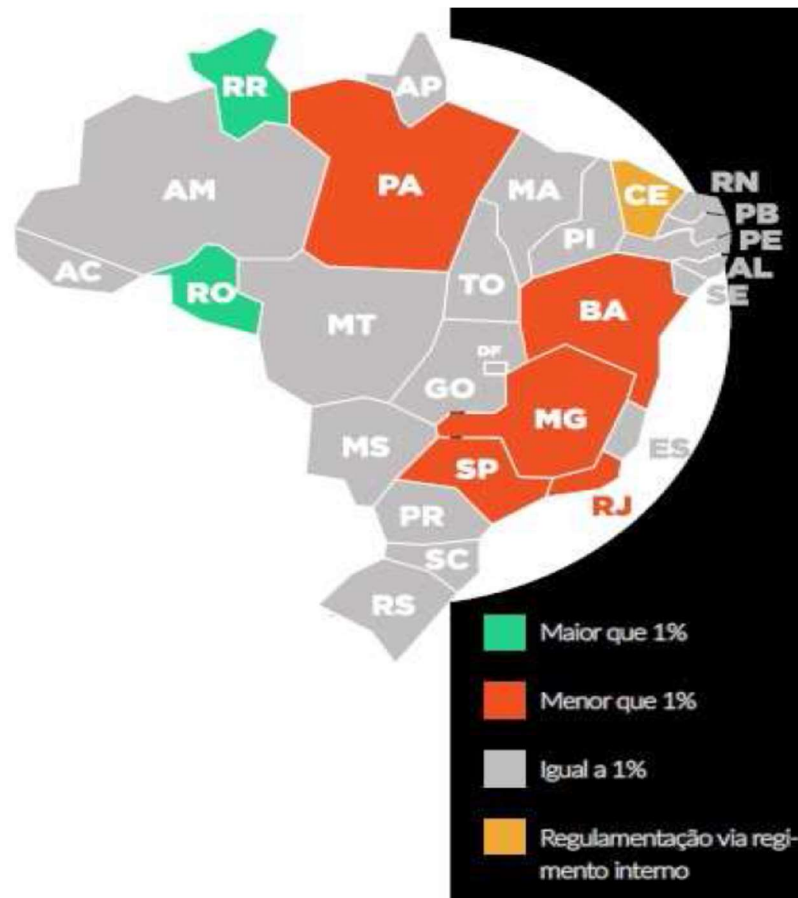 RR
AP
AM
PA
MA
CE
RN
PB
PI
PE
AC
AL
RO
TO
SE
MT
BA
DF
GO
MG
MS
ES
SP
RJ
PR
SC
RS
Maior que 1%
Menor que 1%
Igual a 1%
Regulamentação via regi-
mento interno